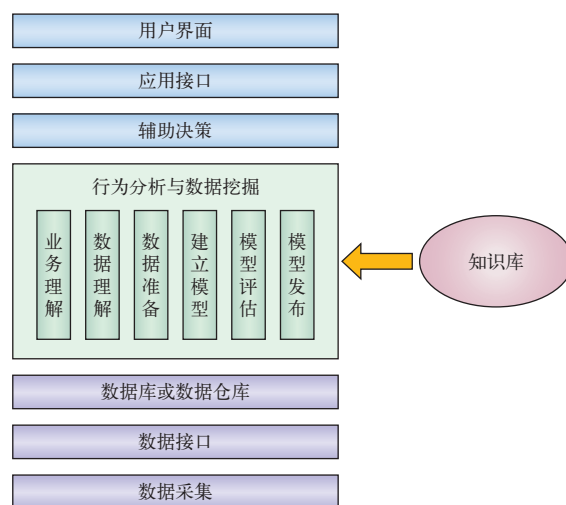 用户界面
应用接口
辅助决策
行为分析与数据挖掘
业务理解
数据理解
数据准备
建立模型
模型评估
模型发布
知识库
数据库或数据仓库
数据接口
数据采集